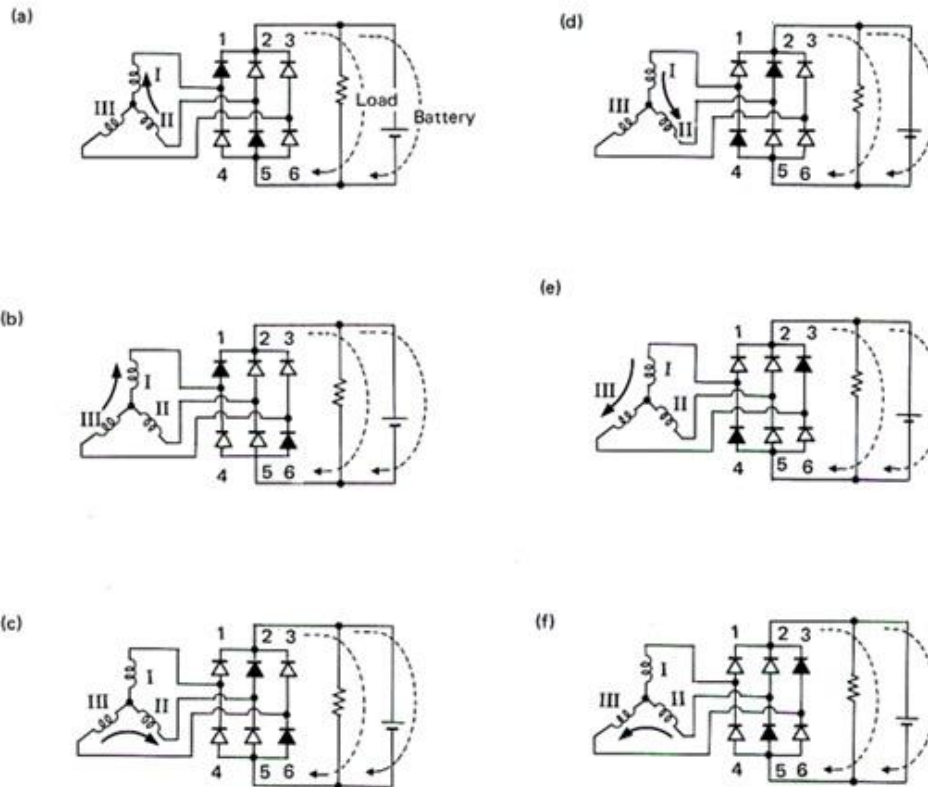 (a)
1 2 3
I
III
II
Load
Battery
4 5 6
(d)
1 2 3
I
III
II
4 5 6
(b)
1 2 3
I
III II
4 5 6
(e)
1 2 3
III I
II
4 5 6
(c)
1 2 3
I
III II
4 5 6
(f)
1 2 3
I
III II
4 5 6